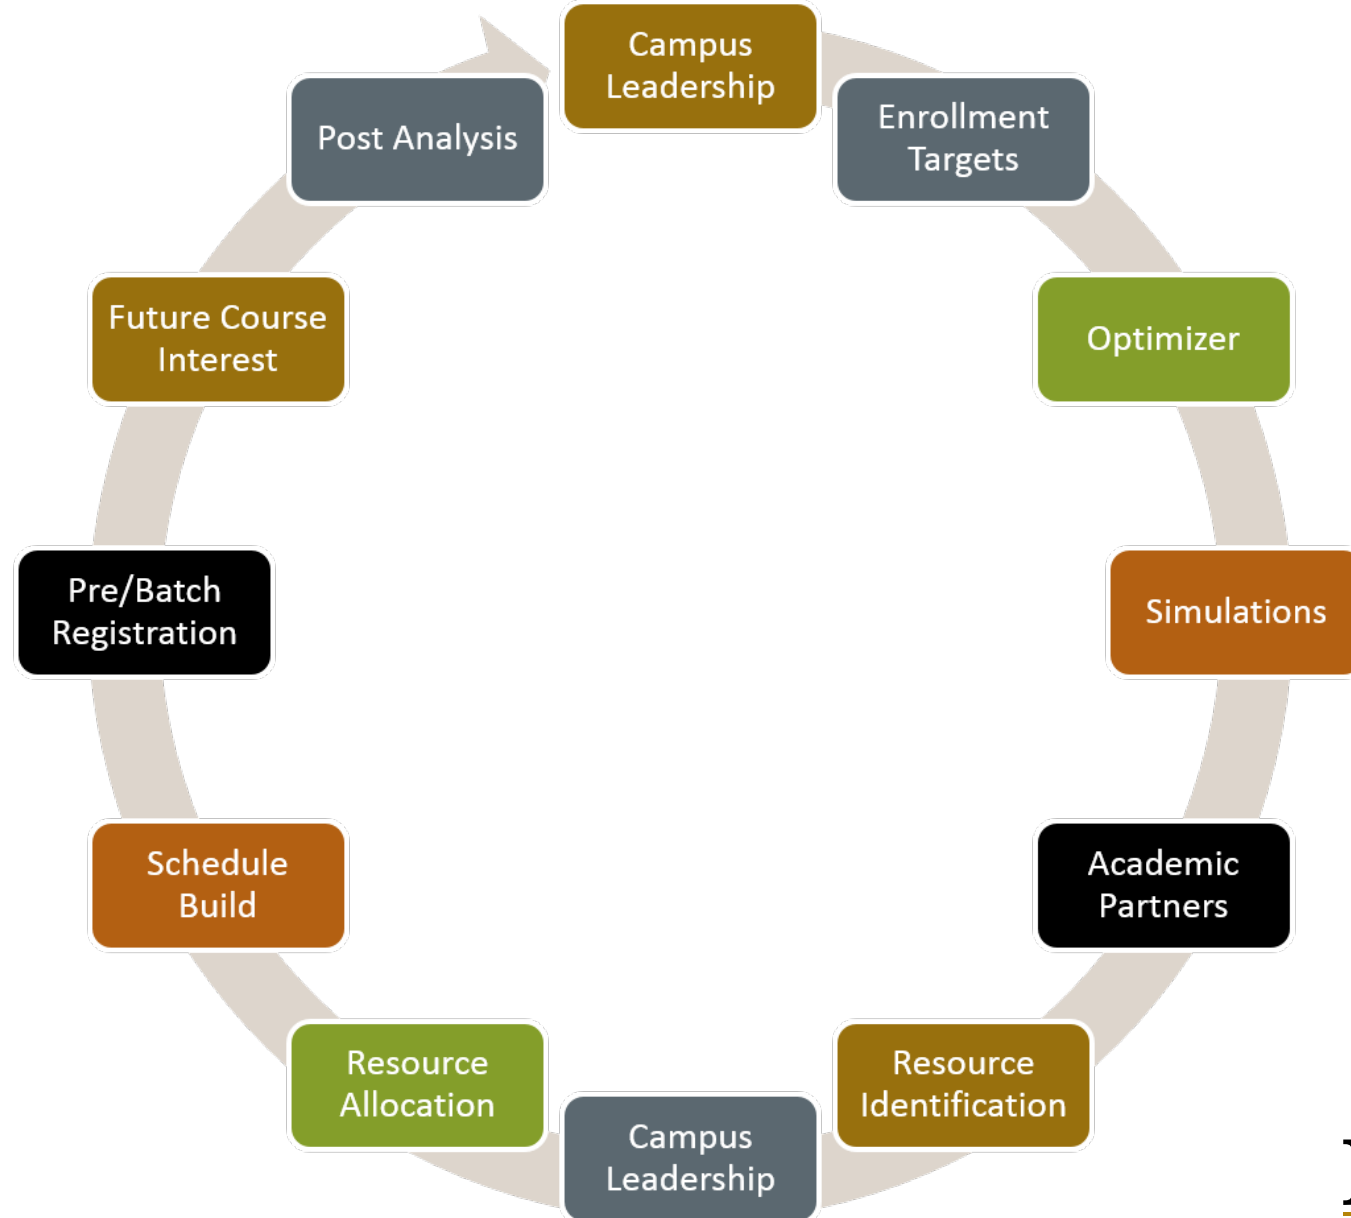 Campus
Leadership
Enrollment
Targets
Optimizer
Simulations
Academic
Partners
Resource
Identification
Campus
Leadership
Resource
Allocation
Schedule
Build
Pre/Batch
Registration
Future Course
Interest
Post Analysis